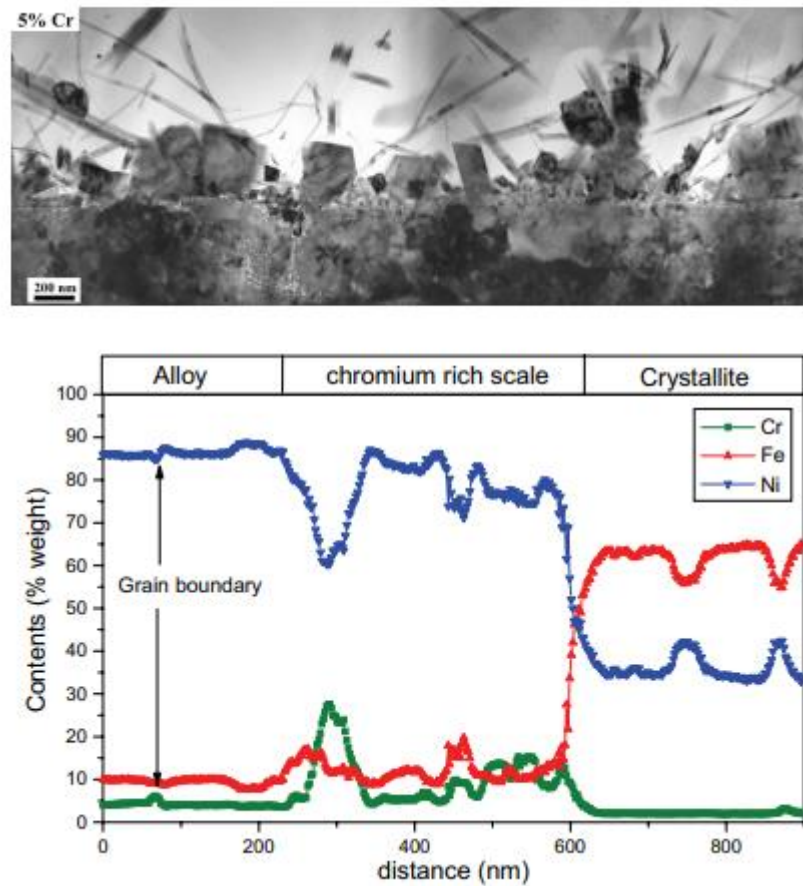 5% Cr
200 nm
Alloy chromium rich scale Crystallite
Cr
Fe
Ni
Grain boundary
Contents (% weight)
100
90
80
70
60
50
40
30
20
10
0
0 200 400 600 800
distance (nm)